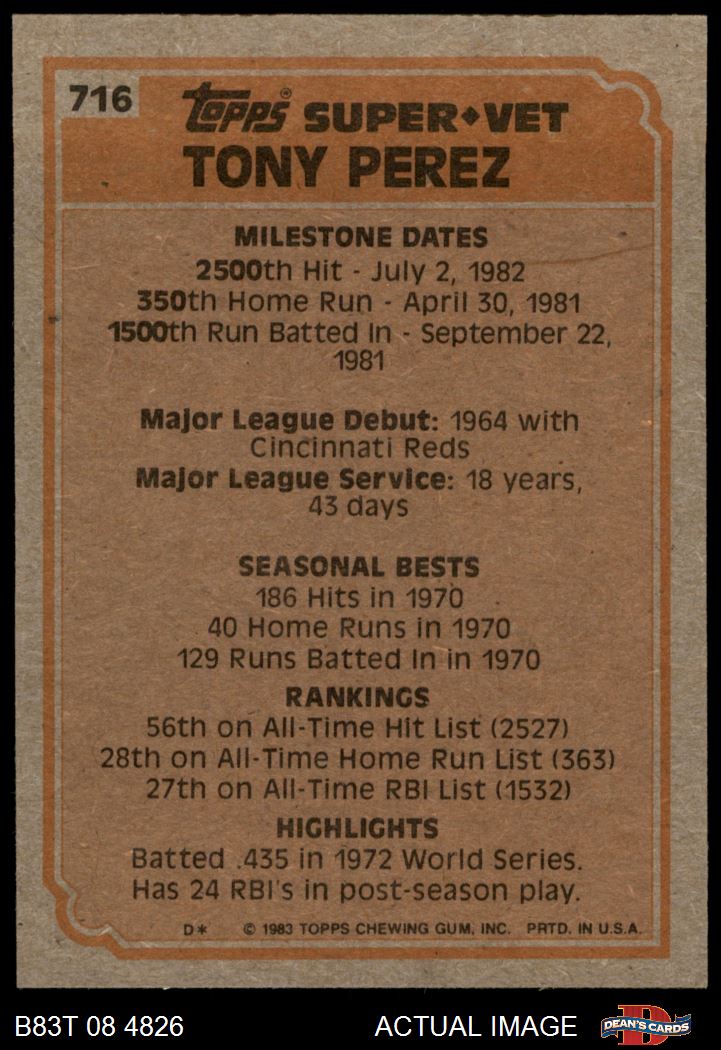 716
Topps® SUPER♦VET
TONY PEREZ
MILESTONE DATES
2500th Hit - July 2, 1982
350th Home Run - April 30, 1981
1500th Run Batted In - September 22,
1981
Major League Debut: 1964 with
Cincinnati Reds
Major League Service: 18 years,
43 days
SEASONAL BESTS
186 Hits in 1970
40 Home Runs in 1970
129 Runs Batted In in 1970
RANKINGS
56th on All-Time Hit List (2527)
28th on All-Time Home Run List (363)
27th on All-Time RBI List (1532)
HIGHLIGHTS
Batted .435 in 1972 World Series.
Has 24 RBI's in post-season play.
D* © 1983 TOPPS CHEWING GUM, INC. PRTD. IN U.S.A.
B83T 08 4826 ACTUAL IMAGE D DEAN'S CARDS